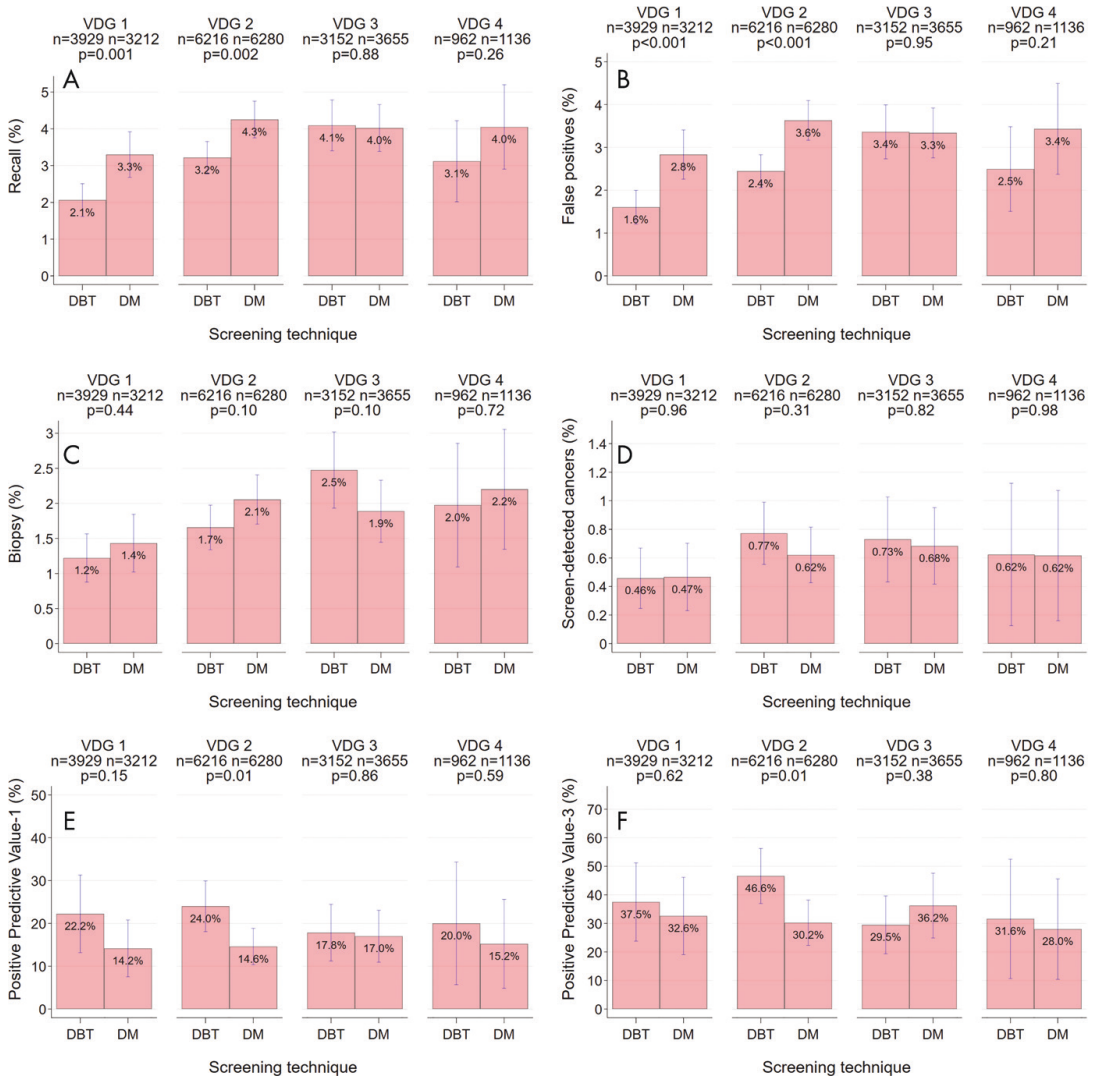 VDG 1 VDG 2 VDG 3 VDG 4
n=3929 n=3212 n=6216 n=6280 n=3152 n=3655 n=962 n=1136
p=0.001 p=0.002 p=0.88 p=0.26
A
Recall (%)
5
4
3
2
1
0
2.1% 3.3% 3.2% 4.3% 4.1% 4.0% 3.1% 4.0%
DBT DM DBT DM DBT DM DBT DM
Screening technique
VDG 1 VDG 2 VDG 3 VDG 4
n=3929 n=3212 n=6216 n=6280 n=3152 n=3655 n=962 n=1136
p<0.001 p<0.001 p=0.95 p=0.21
B
False positives (%)
5
4
3
2
1
0
1.6% 2.8% 2.4% 3.6% 3.4% 3.3% 2.5% 3.4%
DBT DM DBT DM DBT DM DBT DM
Screening technique
VDG 1 VDG 2 VDG 3 VDG 4
n=3929 n=3212 n=6216 n=6280 n=3152 n=3655 n=962 n=1136
p=0.44 p=0.10 p=0.10 p=0.72
C
Biopsy (%)
3
2.5
2
1.5
1
0.5
0
1.2% 1.4% 1.7% 2.1% 2.5% 1.9% 2.0% 2.2%
DBT DM DBT DM DBT DM DBT DM
Screening technique
VDG 1 VDG 2 VDG 3 VDG 4
n=3929 n=3212 n=6216 n=6280 n=3152 n=3655 n=962 n=1136
p=0.96 p=0.31 p=0.82 p=0.98
D
Screen-detected cancers (%)
1.4
1.2
1
0.8
0.6
0.4
0.2
0
0.46% 0.47% 0.77% 0.62% 0.73% 0.68% 0.62% 0.62%
DBT DM DBT DM DBT DM DBT DM
Screening technique
VDG 1 VDG 2 VDG 3 VDG 4
n=3929 n=3212 n=6216 n=6280 n=3152 n=3655 n=962 n=1136
p=0.15 p=0.01 p=0.86 p=0.59
E
Positive Predictive Value-1 (%)
50
40
30
20
10
0
22.2% 14.2% 24.0% 14.6% 17.8% 17.0% 20.0% 15.2%
DBT DM DBT DM DBT DM DBT DM
Screening technique
VDG 1 VDG 2 VDG 3 VDG 4
n=3929 n=3212 n=6216 n=6280 n=3152 n=3655 n=962 n=1136
p=0.62 p=0.01 p=0.38 p=0.80
F
Positive Predictive Value-3 (%)
70
60
50
40
30
20
10
0
37.5% 32.6% 46.6% 30.2% 29.5% 36.2% 31.6% 28.0%
DBT DM DBT DM DBT DM DBT DM
Screening technique